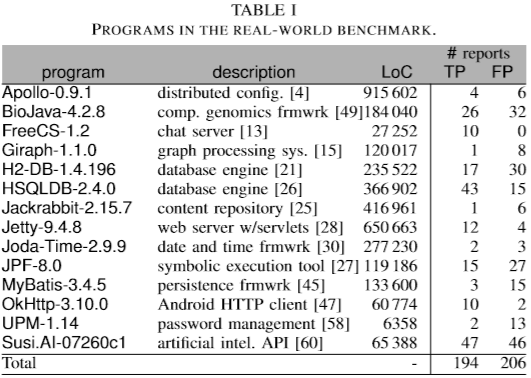 TABLE I
PROGRAMS IN THE REAL-WORLD BENCHMARK.
# reports
program description LoC TP FP
Apollo-0.9.1 distributed config. [4] 915 602 4 6
BioJava-4.2.8 comp. genomics frmwrk [49] 184 040 26 32
FreeCS-1.2 chat server [13] 27 252 10 0
Giraph-1.1.0 graph processing sys. [15] 120 017 1 8
H2-DB-1.4.196 database engine [21] 235 522 17 30
HSQLDB-2.4.0 database engine [26] 366 902 43 15
Jackrabbit-2.15.7 content repository [25] 416 961 1 6
Jetty-9.4.8 web server w/servlets [28] 650 663 12 4
Joda-Time-2.9.9 date and time frmwrk [30] 277 230 2 3
JPF-8.0 symbolic execution tool [27] 119 186 15 27
MyBatis-3.4.5 persistence frmwrk [45] 133 600 3 15
OkHttp-3.10.0 Android HTTP client [47] 60 774 10 2
UPM-1.14 password management [58] 6358 2 13
Susi.AI-07260c1 artificial intel. API [60] 65 388 47 46
Total - 194 206